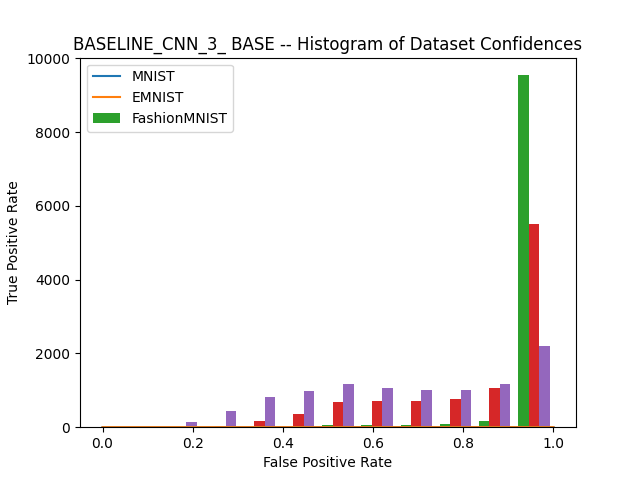 BASELINE_CNN_3_ BASE -- Histogram of Dataset Confidences
10000
8000
6000
4000
2000
0
True Positive Rate
MNIST
EMNIST
FashionMNIST
0.0 0.2 0.4 0.6 0.8 1.0
False Positive Rate